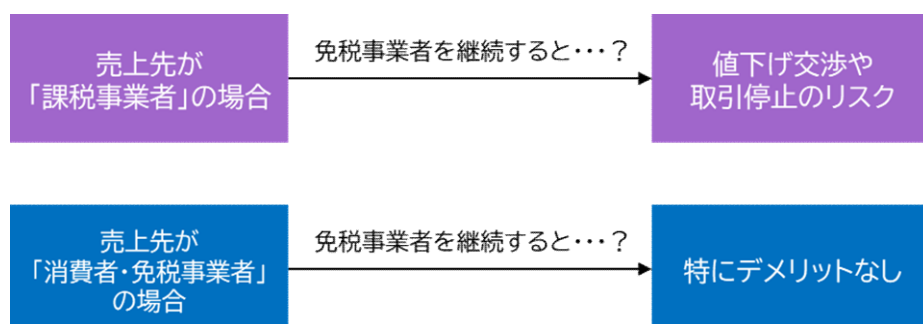 売上先が
「課税事業者」の場合
免税事業者を継続すると・・・？
値下げ交渉や
取引停止のリスク
売上先が
「消費者・免税事業者」
の場合
免税事業者を継続すると・・・？
特にデメリットなし